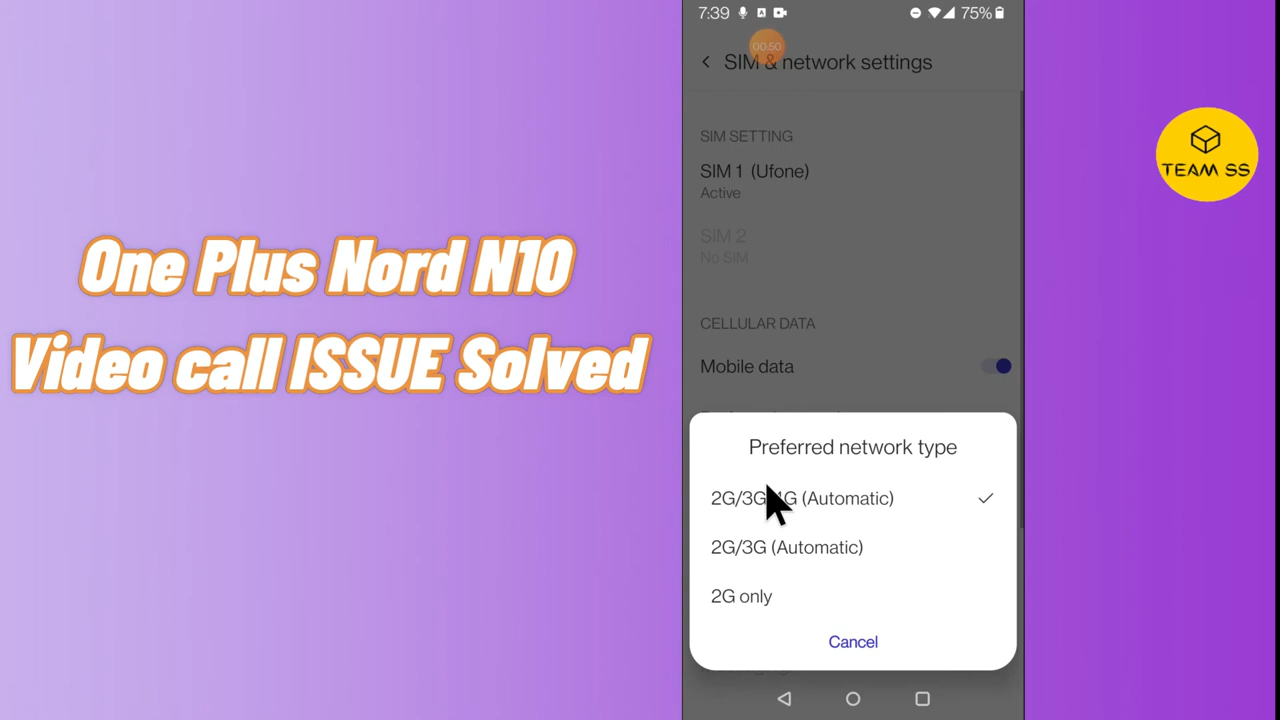 One Plus Nord N10
Video call ISSUE Solved
7:39
75%
00:50
SIM & network settings
SIM SETTING
SIM 1 (Ufone)
Active
SIM 2
No SIM
CELLULAR DATA
Mobile data
Preferred network type
2G/3G/4G (Automatic)
2G/3G (Automatic)
2G only
Cancel
TEAM SS